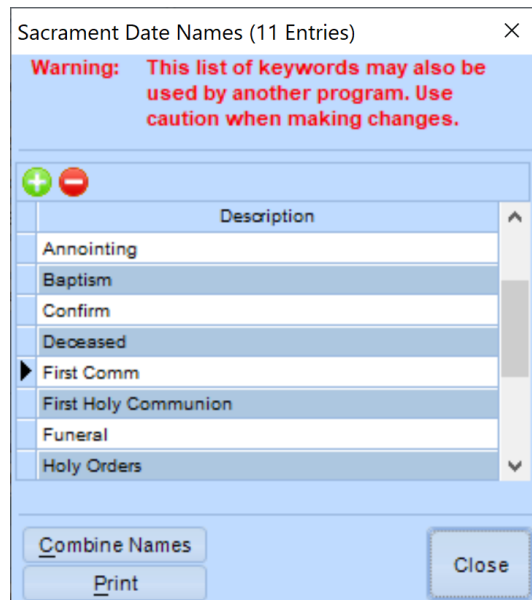 Sacrament Date Names (11 Entries)
Warning: This list of keywords may also be
used by another program. Use
caution when making changes.
Description
Annointing
Baptism
Confirm
Deceased
First Comm
First Holy Communion
Funeral
Holy Orders
Combine Names
Print
Close